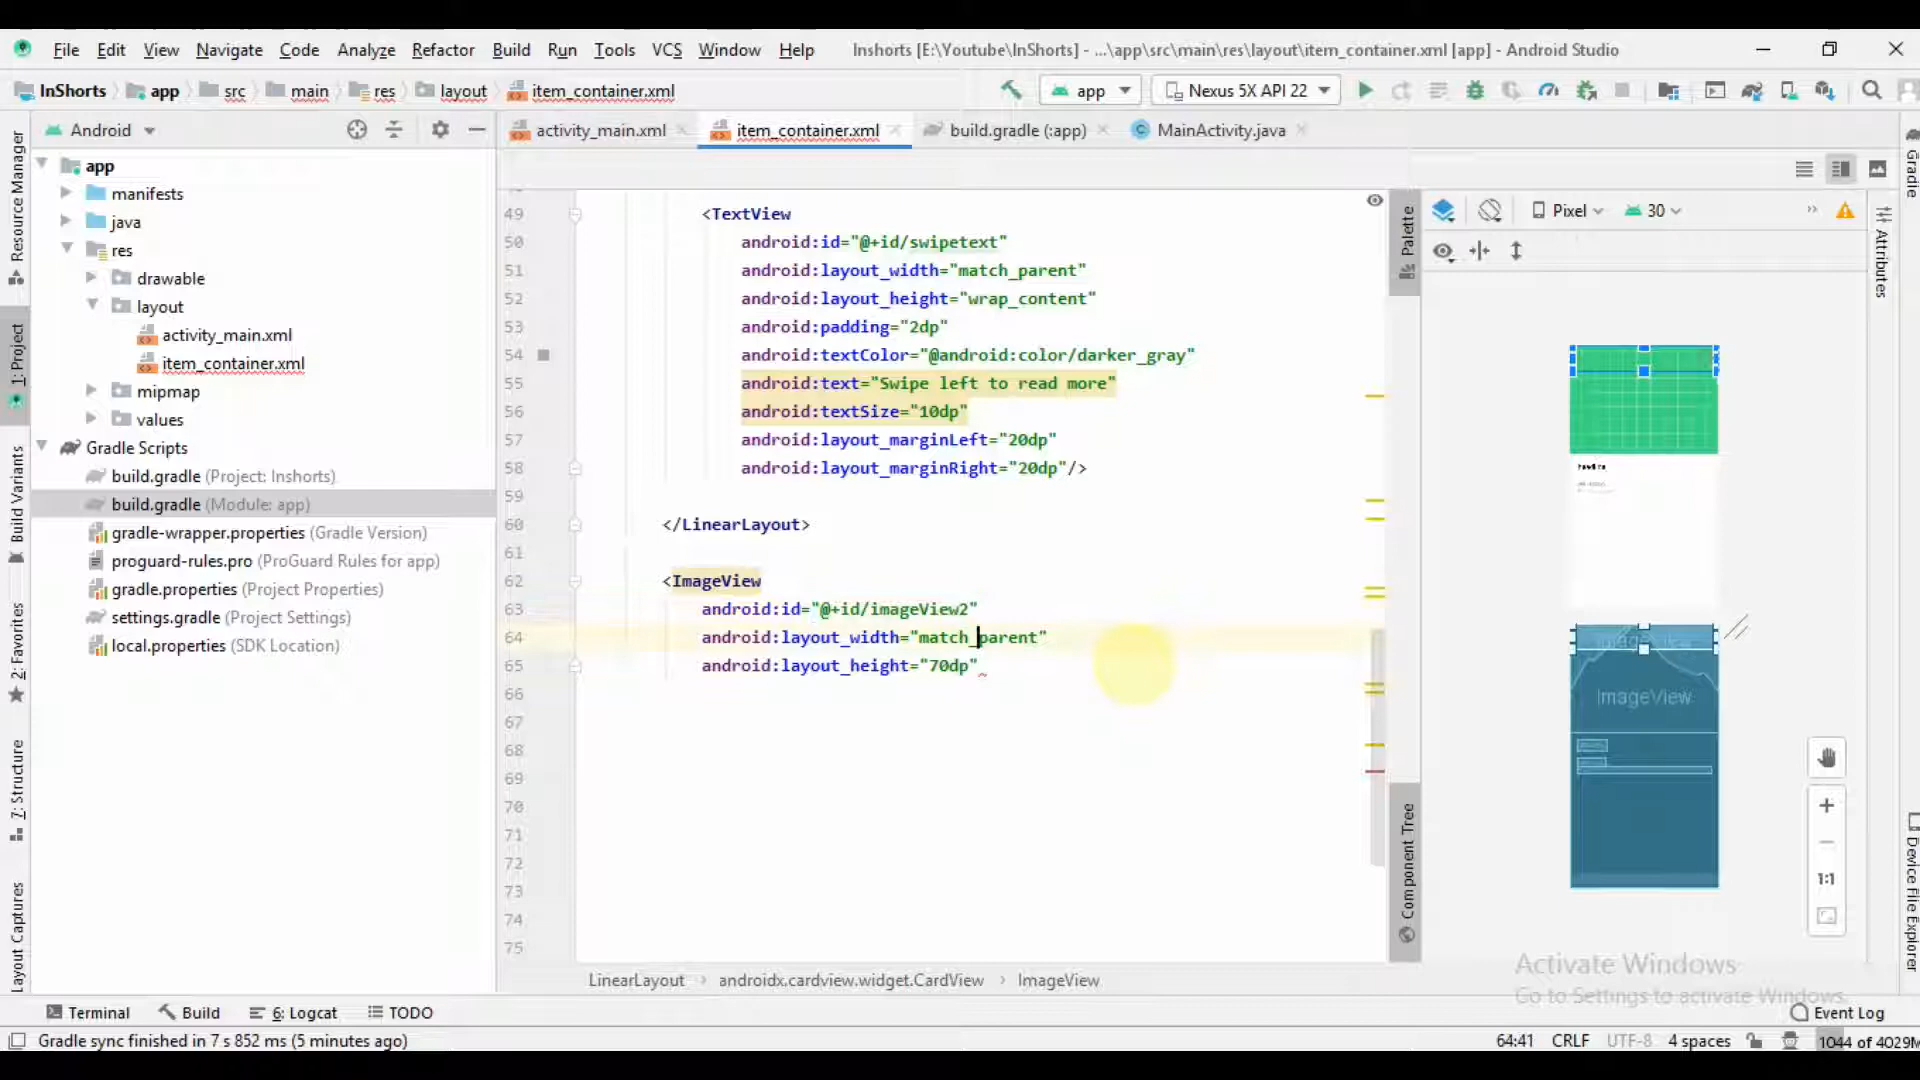 File Edit View Navigate Code Analyze Refactor Build Run Tools VCS Window Help Inshorts [E:\Youtube\InShorts] - ...\app\src\main\res\layout\item_container.xml [app] - Android Studio
InShorts app src main res layout item_container.xml app Nexus 5X API 22
Android activity_main.xml item_container.xml build.gradle (:app) MainActivity.java
Resource Manager
1: Project
Build Variants
2: Favorites
7: Structure
Layout Captures
app
manifests
java
res
drawable
layout
activity_main.xml
item_container.xml
mipmap
values
Gradle Scripts
build.gradle (Project: Inshorts)
build.gradle (Module: app)
gradle-wrapper.properties (Gradle Version)
proguard-rules.pro (ProGuard Rules for app)
gradle.properties (Project Properties)
settings.gradle (Project Settings)
local.properties (SDK Location)
49 <TextView
50 android:id="@+id/swipetext"
51 android:layout_width="match_parent"
52 android:layout_height="wrap_content"
53 android:padding="2dp"
54 android:textColor="@android:color/darker_gray"
55 android:text="Swipe left to read more"
56 android:textSize="10dp"
57 android:layout_marginLeft="20dp"
58 android:layout_marginRight="20dp"/>
59
60 </LinearLayout>
61
62 <ImageView
63 android:id="@+id/imageView2"
64 android:layout_width="match_parent"
65 android:layout_height="70dp"
66
67
68
69
70
71
72
73
74
75
LinearLayout androidx.cardview.widget.CardView ImageView
Palette
Component Tree
Pixel 30
ImageView
1:1
Gradle
Attributes
Device File Explorer
Activate Windows
Go to Settings to activate Windows.
Terminal Build 6: Logcat TODO Event Log
Gradle sync finished in 7 s 852 ms (5 minutes ago) 64:41 CRLF UTF-8 4 spaces 1044 of 4029M